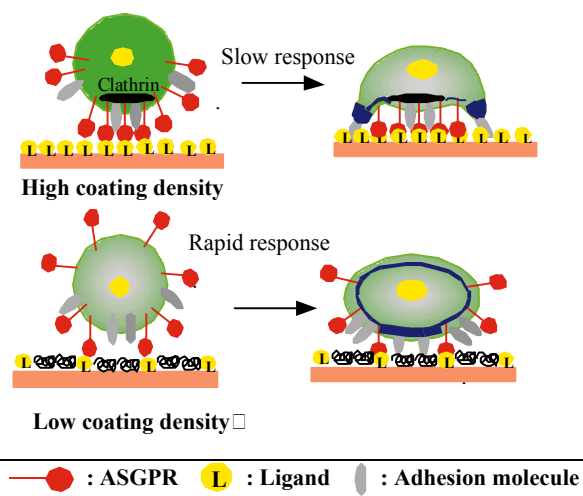 Slow response
Clathrin
L L L L L L L L L
L L L L L L L L L
High coating density
Rapid response
L L L L
L L L L
Low coating density□
: ASGPR L : Ligand : Adhesion molecule